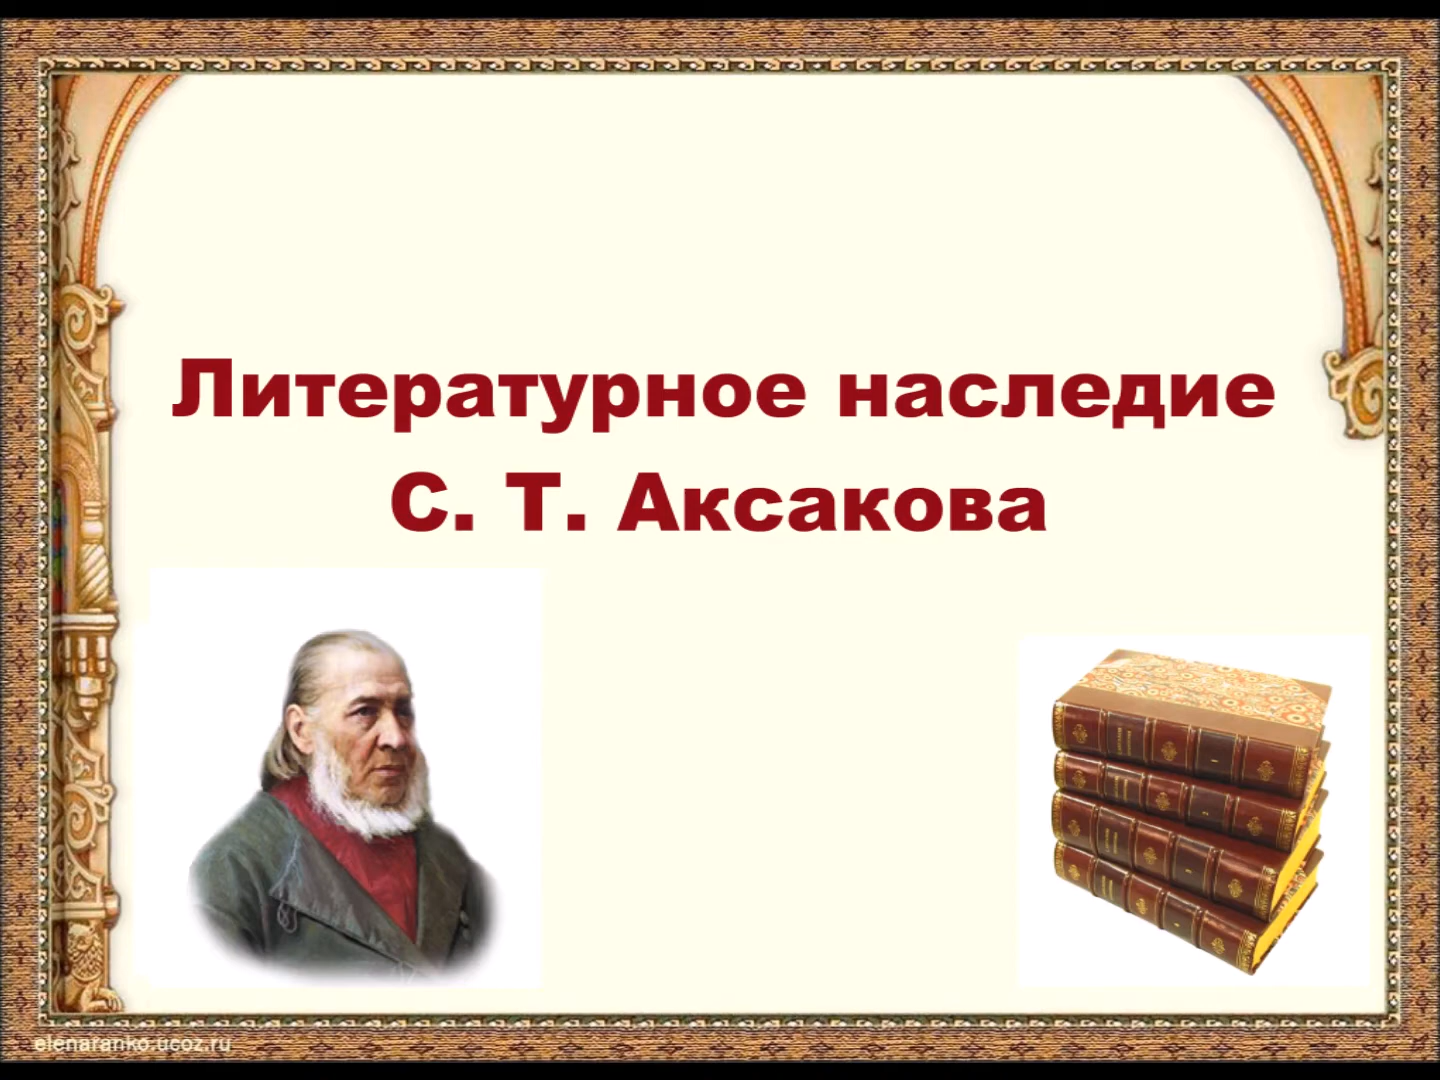 Литературное наследие
С. Т. Аксакова
elenaranko.ucoz.ru